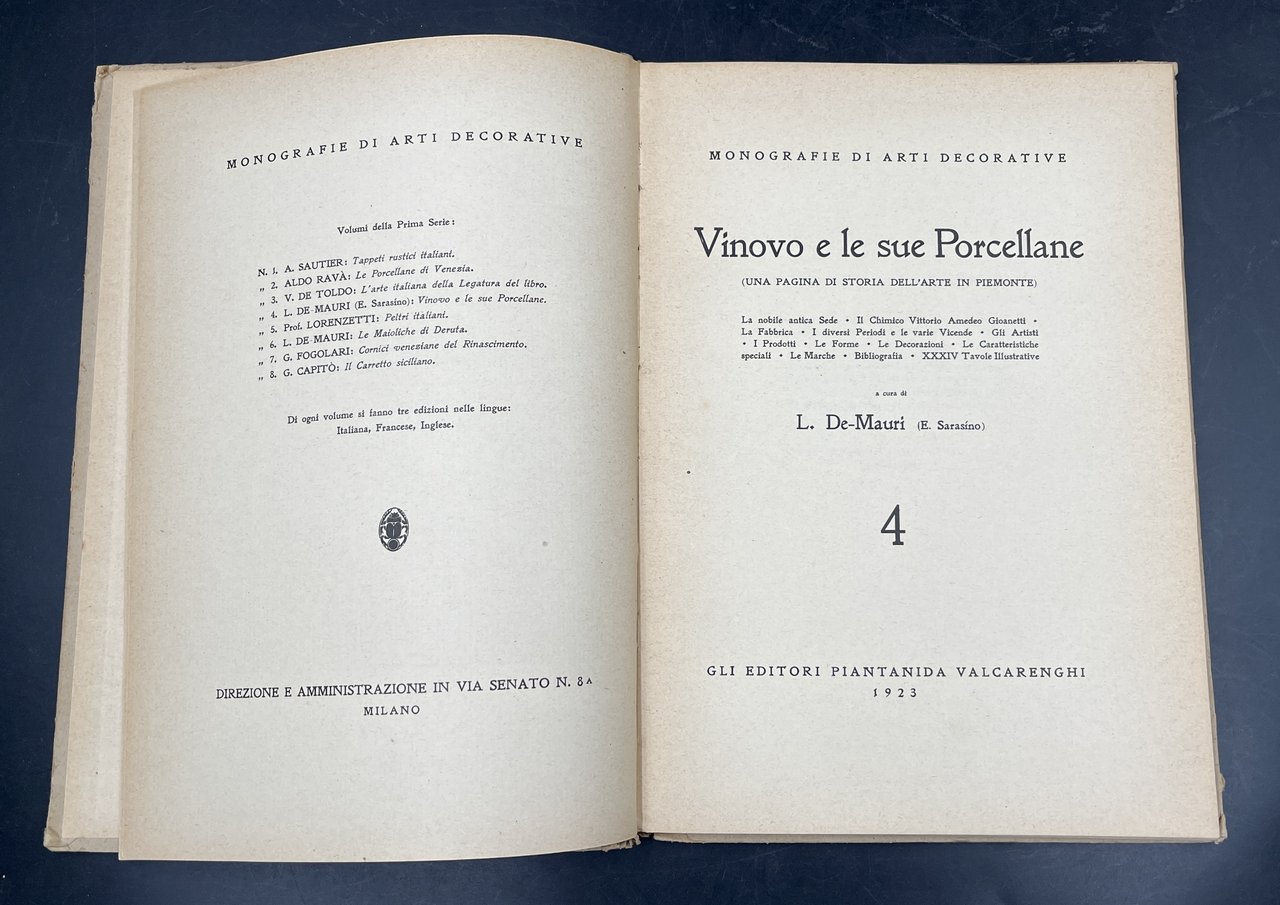 MONOGRAFIE DI ARTI DECORATIVE
Volumi della Prima Serie:
N. 1. A. SAUTIER: Tappeti rustici italiani.
„ 2. ALDO RAVÀ: Le Porcellane di Venezia.
„ 3. V. DE TOLDO: L'arte italiana della Legatura del libro.
„ 4. L. DE-MAURI (E. Sarasino): Vinovo e le sue Porcellane.
„ 5. Prof. LORENZETTI: Peltri italiani.
„ 6. L. DE-MAURI: Le Maioliche di Deruta.
„ 7. G. FOGOLARI: Cornici veneziane del Rinascimento.
„ 8. G. CAPITÒ: Il Carretto siciliano.
Di ogni volume si fanno tre edizioni nelle lingue:
Italiana, Francese, Inglese.
DIREZIONE E AMMINISTRAZIONE IN VIA SENATO N. 8A
MILANO
MONOGRAFIE DI ARTI DECORATIVE
Vinovo e le sue Porcellane
(UNA PAGINA DI STORIA DELL'ARTE IN PIEMONTE)
La nobile antica Sede • Il Chimico Vittorio Amedeo Gioanetti •
La Fabbrica • I diversi Periodi e le varie Vicende • Gli Artisti
• I Prodotti • Le Forme • Le Decorazioni • Le Caratteristiche
speciali • Le Marche • Bibliografia • XXXIV Tavole Illustrative
a cura di
L. De-Mauri (E. Sarasino)
4
GLI EDITORI PIANTANIDA VALCARENGHI
1923